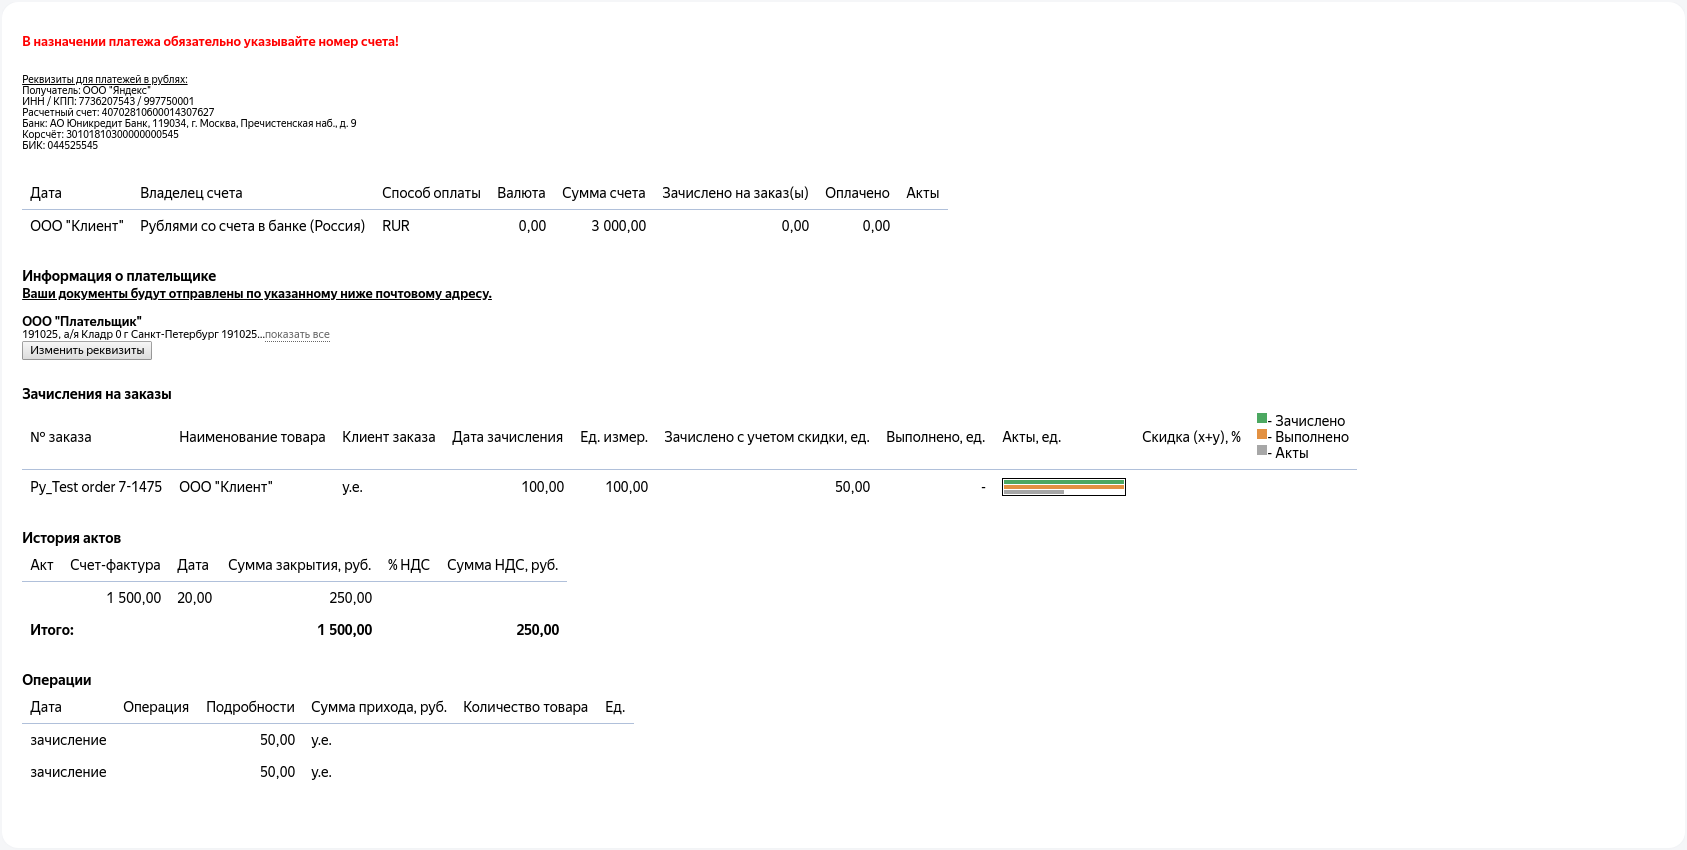 В назначении платежа обязательно указывайте номер счета!
Реквизиты для платежей в рублях:
Получатель: ООО "Яндекс"
ИНН / КПП: 7736207543 / 997750001
Расчетный счет: 40702810600014307627
Банк: АО Юникредит Банк, 119034, г. Москва, Пречистенская наб., д. 9
Корсчёт: 30101810300000000545
БИК: 044525545
Дата Владелец счета Способ оплаты Валюта Сумма счета Зачислено на заказ(ы) Оплачено Акты
ООО "Клиент" Рублями со счета в банке (Россия) RUR 0,00 3 000,00 0,00 0,00
Информация о плательщике
Ваши документы будут отправлены по указанному ниже почтовому адресу.
ООО "Плательщик"
191025, а/я Кладр 0 г Санкт-Петербург 191025...показать все
Изменить реквизиты
Зачисления на заказы
№ заказа Наименование товара Клиент заказа Дата зачисления Ед. измер. Зачислено с учетом скидки, ед. Выполнено, ед. Акты, ед. Скидка (x+y), %
- Зачислено
- Выполнено
- Акты
Py_Test order 7-1475 ООО "Клиент" у.е. 100,00 100,00 50,00 -
История актов
Акт Счет-фактура Дата Сумма закрытия, руб. % НДС Сумма НДС, руб.
1 500,00 20,00 250,00
Итого: 1 500,00 250,00
Операции
Дата Операция Подробности Сумма прихода, руб. Количество товара Ед.
зачисление 50,00 у.е.
зачисление 50,00 у.е.